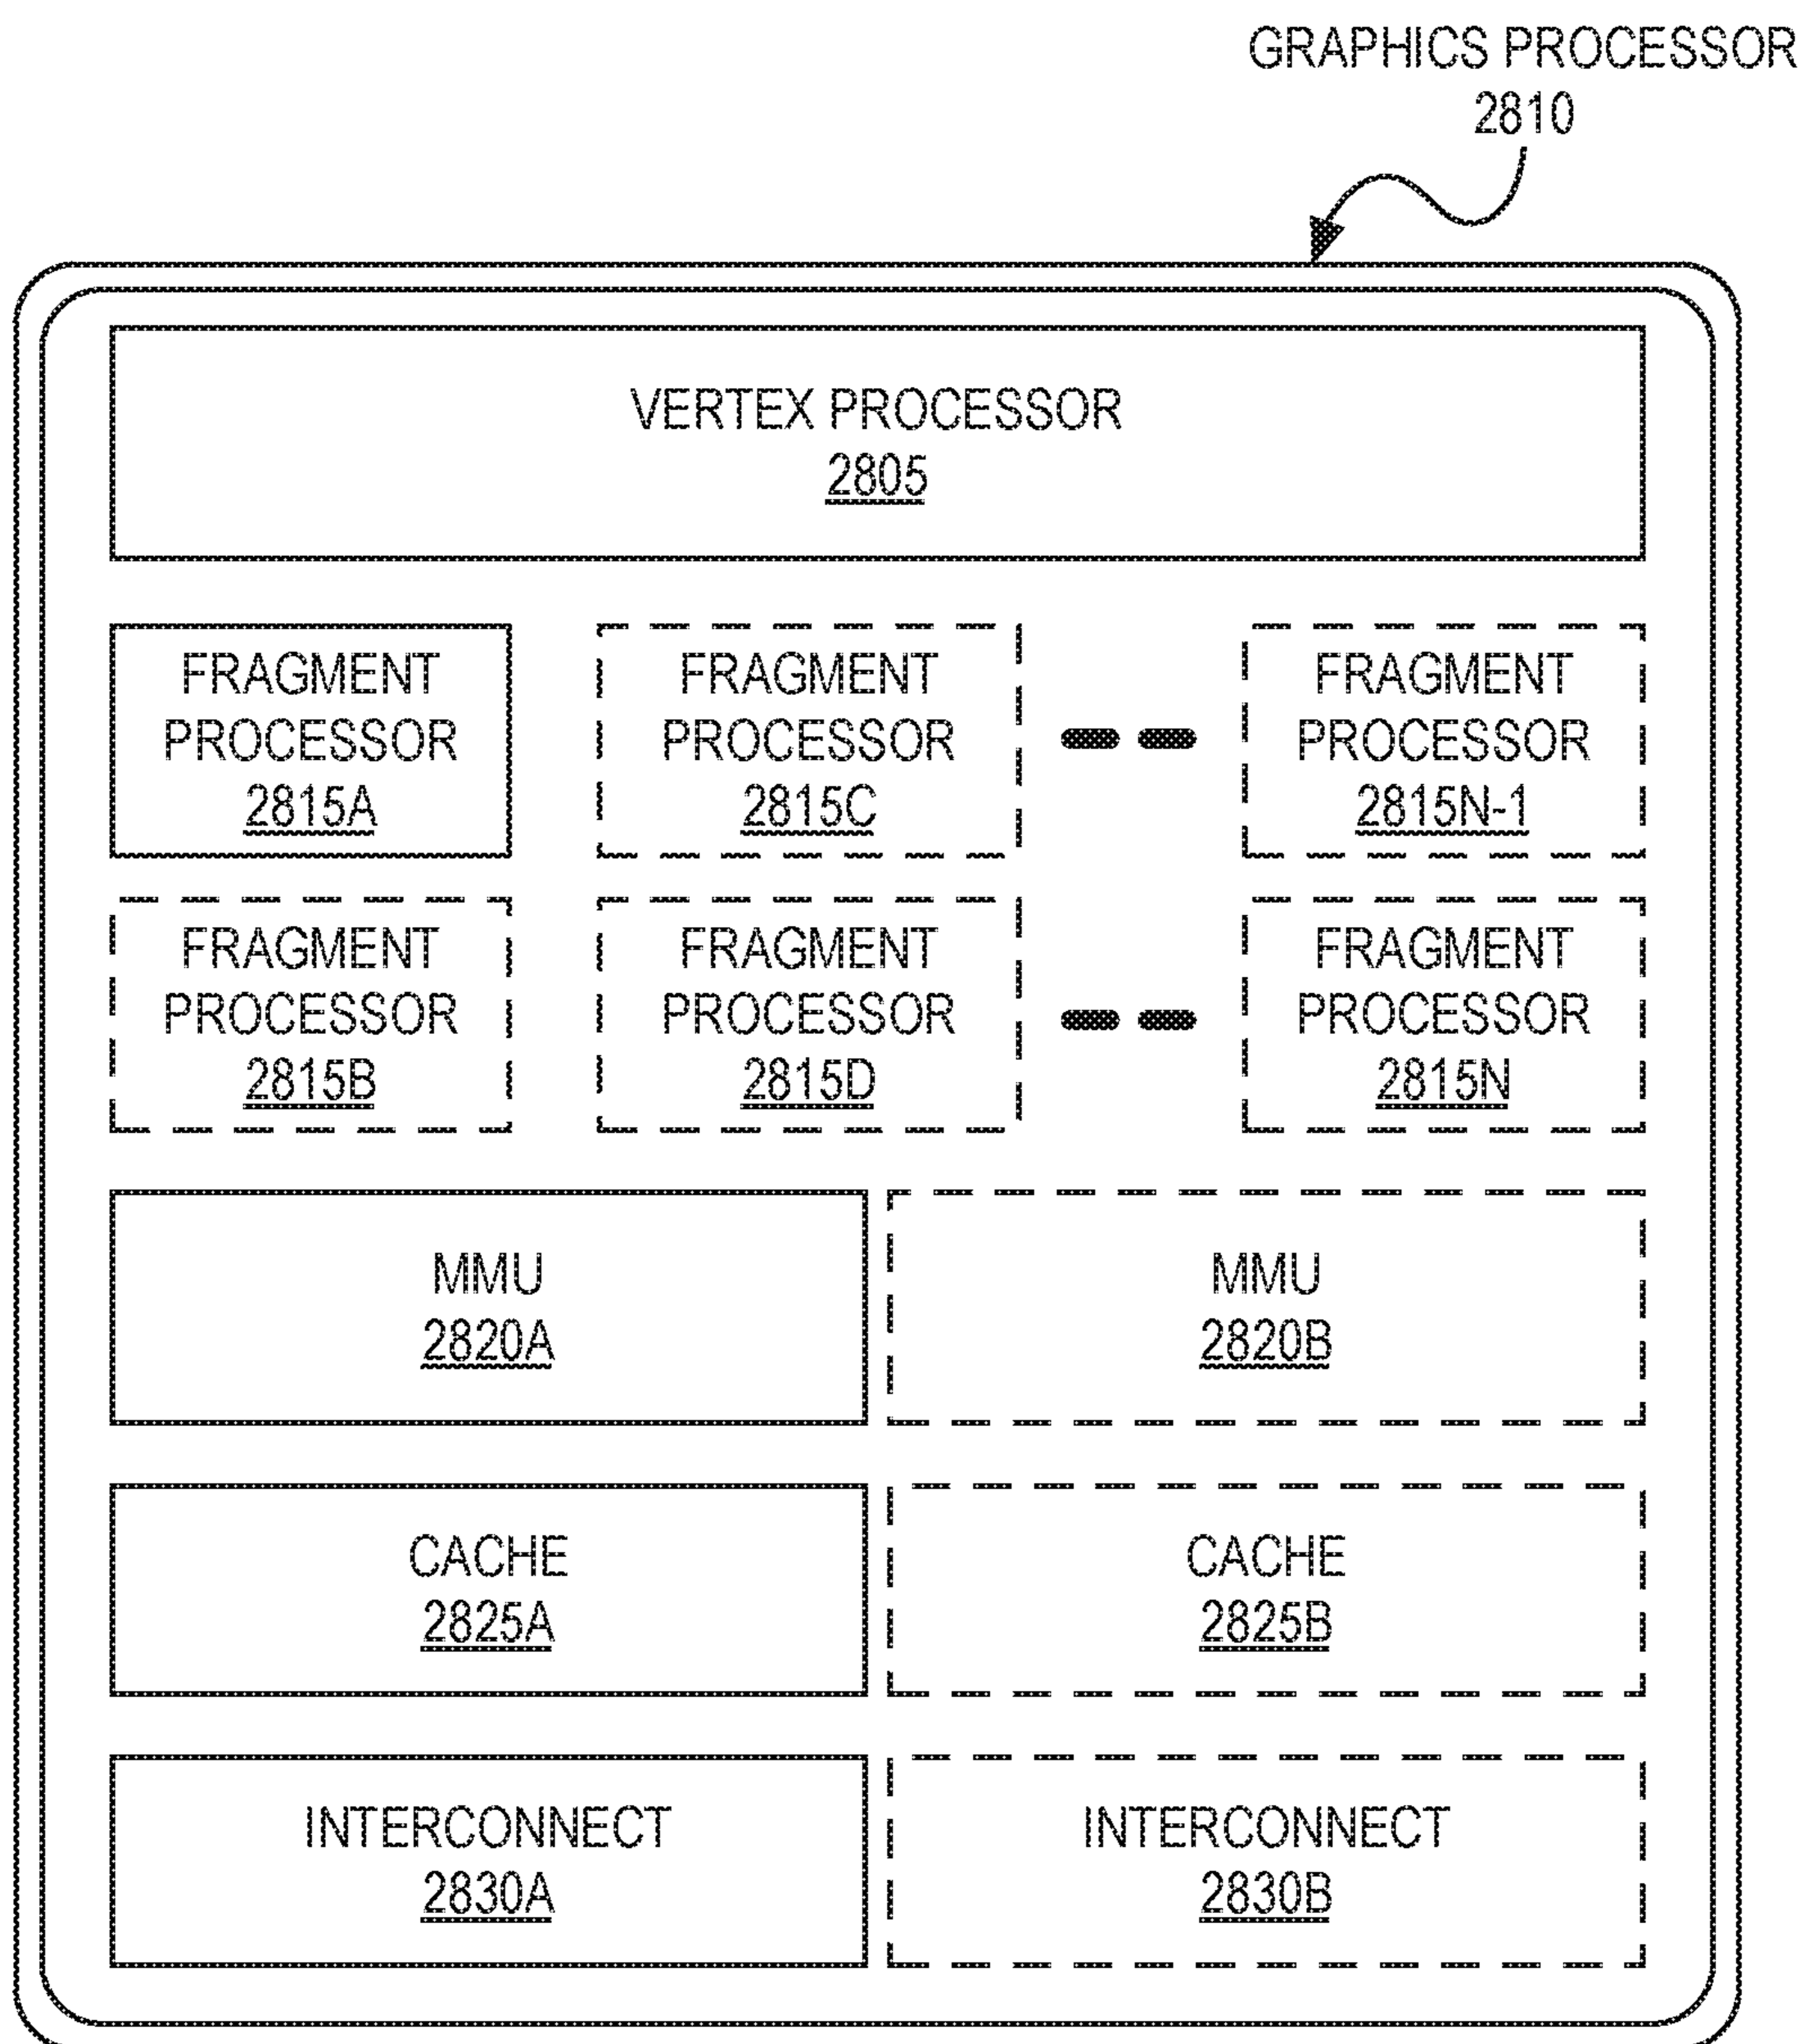 GRAPHICS PROCESSOR
2810
VERTEX PROCESSOR
2805
FRAGMENT
PROCESSOR
2815A
FRAGMENT
PROCESSOR
2815C
FRAGMENT
PROCESSOR
2815N-1
FRAGMENT
PROCESSOR
2815B
FRAGMENT
PROCESSOR
2815D
FRAGMENT
PROCESSOR
2815N
MMU
2820A
MMU
2820B
CACHE
2825A
CACHE
2825B
INTERCONNECT
2830A
INTERCONNECT
2830B